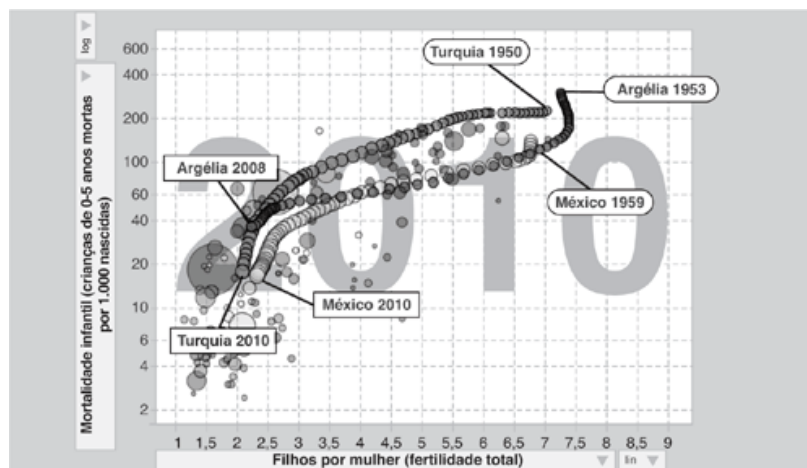 log
Mortalidade infantil (crianças de 0-5 anos mortas
por 1.000 nascidas)
600
400
200
100
60
40
20
10
6
4
2
2010
Turquia 1950
Argélia 1953
Argélia 2008
México 1959
México 2010
Turquia 2010
1 1,5 2 2,5 3 3,5 4 4,5 5 5,5 6 6,5 7 7,5 8 8,5 9
Filhos por mulher (fertilidade total)
lin